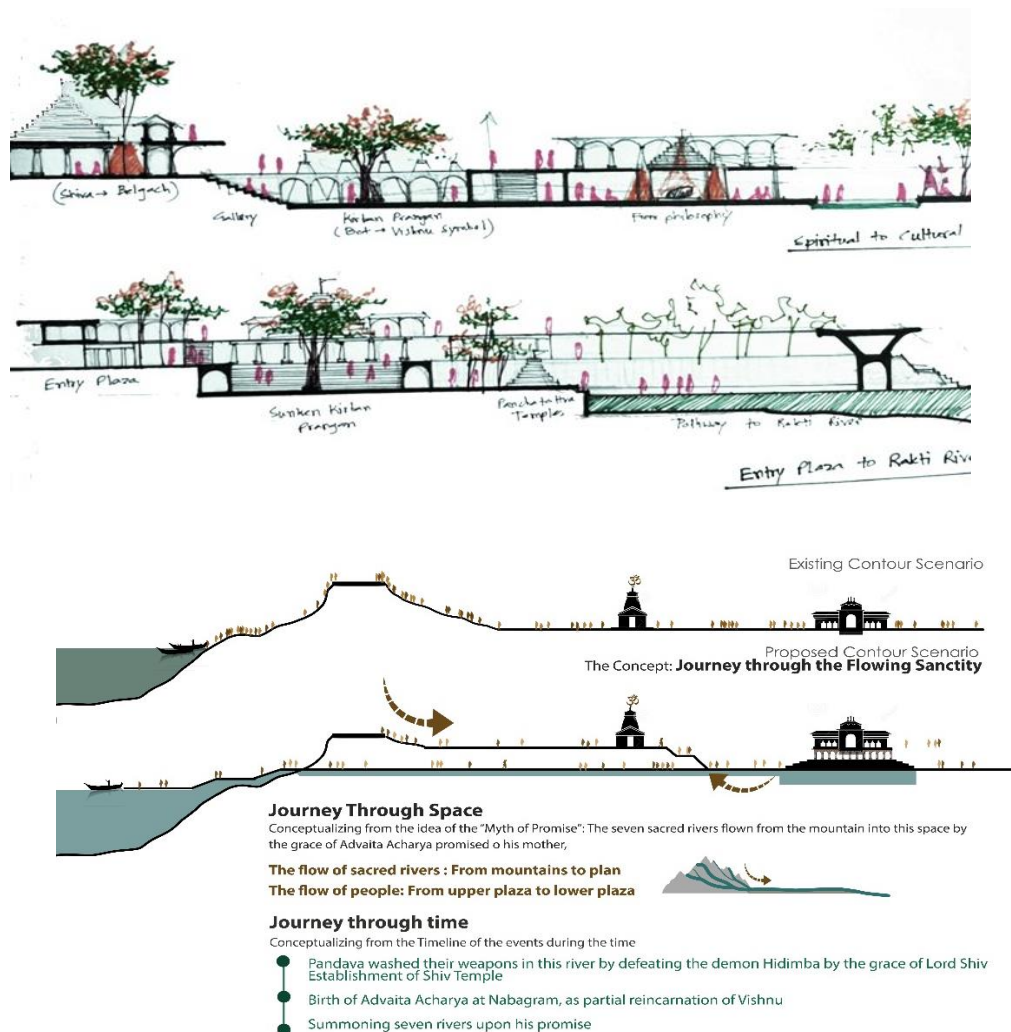 (Shiva → Belgach)
Gallery
Kirtan Prangan
(Bot → Vishnu Symbol)
From philosophy
Spiritual to Cultural
Entry Plaza
Sunken Kirtan
Prangan
Panchatattva
Temples
Pathway to Rakti River
Entry Plaza to Rakti Rive
Existing Contour Scenario
Proposed Contour Scenario
The Concept: Journey through the Flowing Sanctity
Journey Through Space
Conceptualizing from the idea of the "Myth of Promise": The seven sacred rivers flown from the mountain into this space by
the grace of Advaita Acharya promised o his mother,
The flow of sacred rivers : From mountains to plan
The flow of people: From upper plaza to lower plaza
Journey through time
Conceptualizing from the Timeline of the events during the time
Pandava washed their weapons in this river by defeating the demon Hidimba by the grace of Lord Shiv
Establishment of Shiv Temple
Birth of Advaita Acharya at Nabagram, as partial reincarnation of Vishnu
Summoning seven rivers upon his promise